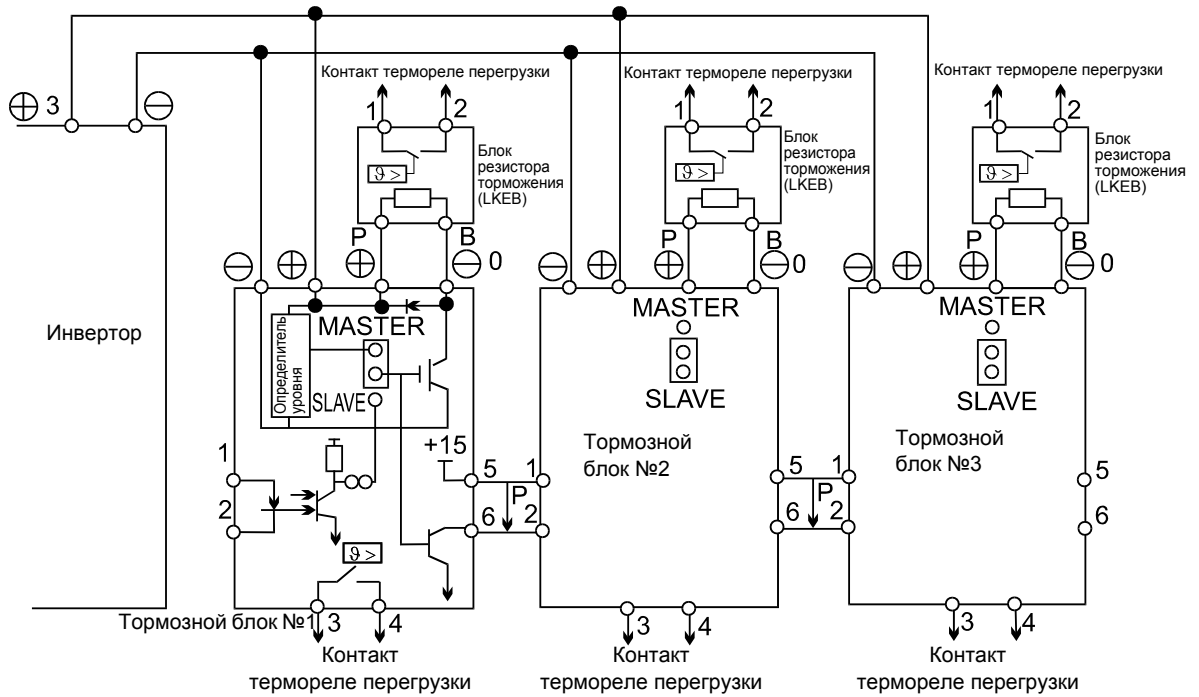 Контакт термореле перегрузки
Контакт термореле перегрузки
Контакт термореле перегрузки
⊕ 3 ⊖
1 2
1 2
1 2
Блок
резистора
торможения
(LKEB)
Блок
резистора
торможения
(LKEB)
Блок
резистора
торможения
(LKEB)
ϑ >
ϑ >
ϑ >
P B
P B
P B
⊖ ⊕ ⊕ ⊖ 0
⊖ ⊕ ⊕ ⊖ 0
⊖ ⊕ ⊕ ⊖ 0
Инвертор
MASTER
Определитель
уровня
SLAVE
+15
1
2
5
6
P
ϑ >
Тормозной блок №1
3 4
Контакт
термореле перегрузки
MASTER
SLAVE
Тормозной
блок №2
1
2
5
6
P
3 4
Контакт
термореле перегрузки
MASTER
SLAVE
Тормозной
блок №3
1
2
5
6
3 4
Контакт
термореле перегрузки